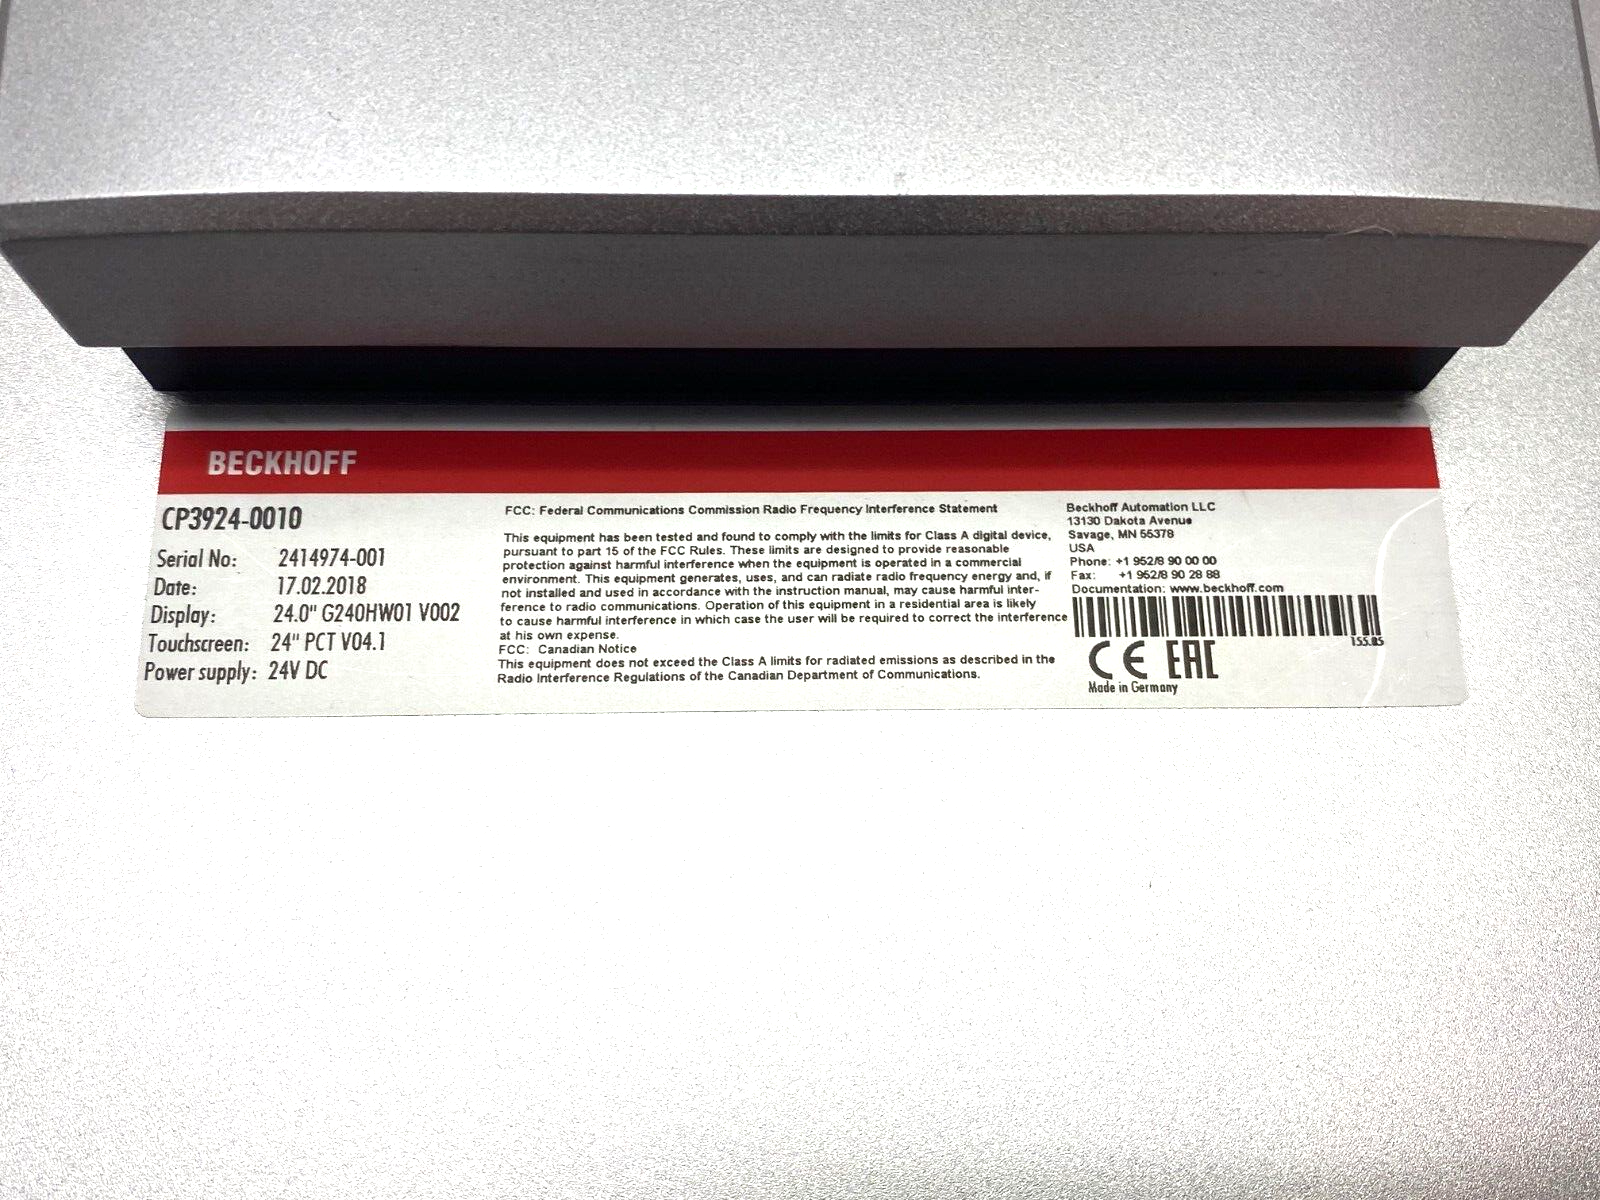 BECKHOFF
CP3924-0010
Serial No: 2414974-001
Date: 17.02.2018
Display: 24.0" G240HW01 V002
Touchscreen: 24" PCT V04.1
Power supply: 24V DC
FCC: Federal Communications Commission Radio Frequency Interference Statement
This equipment has been tested and found to comply with the limits for Class A digital device,
pursuant to part 15 of the FCC Rules. These limits are designed to provide reasonable
protection against harmful interference when the equipment is operated in a commercial
environment. This equipment generates, uses, and can radiate radio frequency energy and, if
not installed and used in accordance with the instruction manual, may cause harmful inter-
ference to radio communications. Operation of this equipment in a residential area is likely
to cause harmful interference in which case the user will be required to correct the interference
at his own expense.
FCC: Canadian Notice
This equipment does not exceed the Class A limits for radiated emissions as described in the
Radio Interference Regulations of the Canadian Department of Communications.
Beckhoff Automation LLC
13130 Dakota Avenue
Savage, MN 55378
USA
Phone: +1 952/8 90 00 00
Fax: +1 952/8 90 28 88
Documentation: www.beckhoff.com
CE EAC
Made in Germany